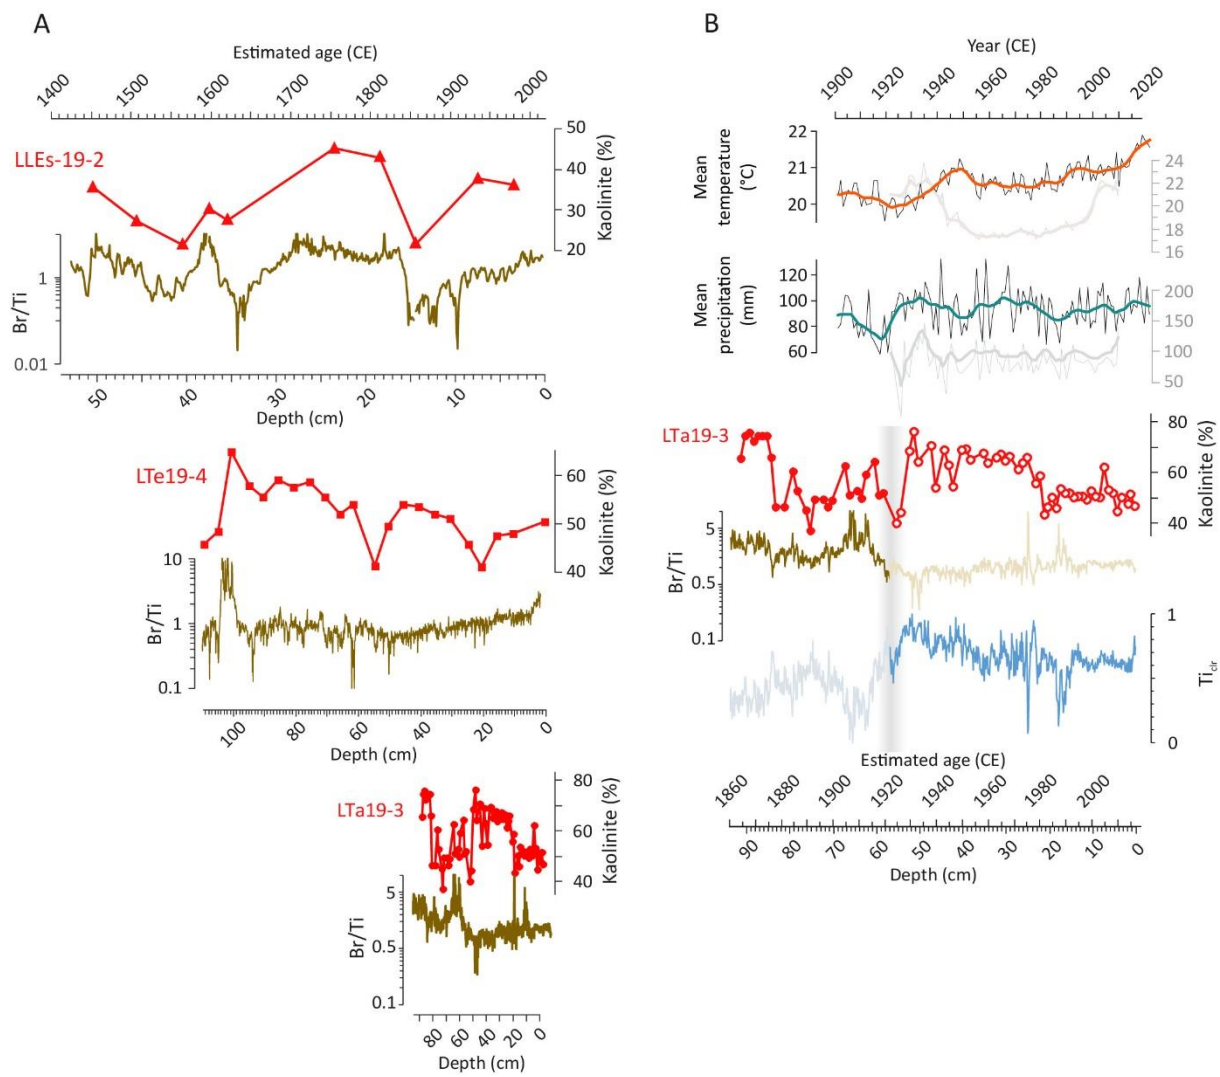 A
Estimated age (CE)
1400 1500 1600 1700 1800 1900 2000
LLEs-19-2
50
40
30
20
Kaolinite (%)
Br/Ti
1
0.01
50 40 30 20 10 0
Depth (cm)
LTe19-4
60
50
40
Kaolinite (%)
Br/Ti
10
1
0.1
100 80 60 40 20 0
Depth (cm)
LTa19-3
80
60
40
Kaolinite (%)
Br/Ti
5
0.5
0.1
80 60 40 20 0
Depth (cm)
B
Year (CE)
1900 1920 1940 1960 1980 2000 2020
Mean
temperature
(°C)
22
21
20
24
22
20
18
16
Mean
precipitation
(mm)
120
100
80
60
200
150
100
50
LTa19-3
80
60
40
Kaolinite (%)
Br/Ti
5
0.5
0.1
1
0
Ti clr
Estimated age (CE)
1860 1880 1900 1920 1940 1960 1980 2000
90 80 70 60 50 40 30 20 10 0
Depth (cm)